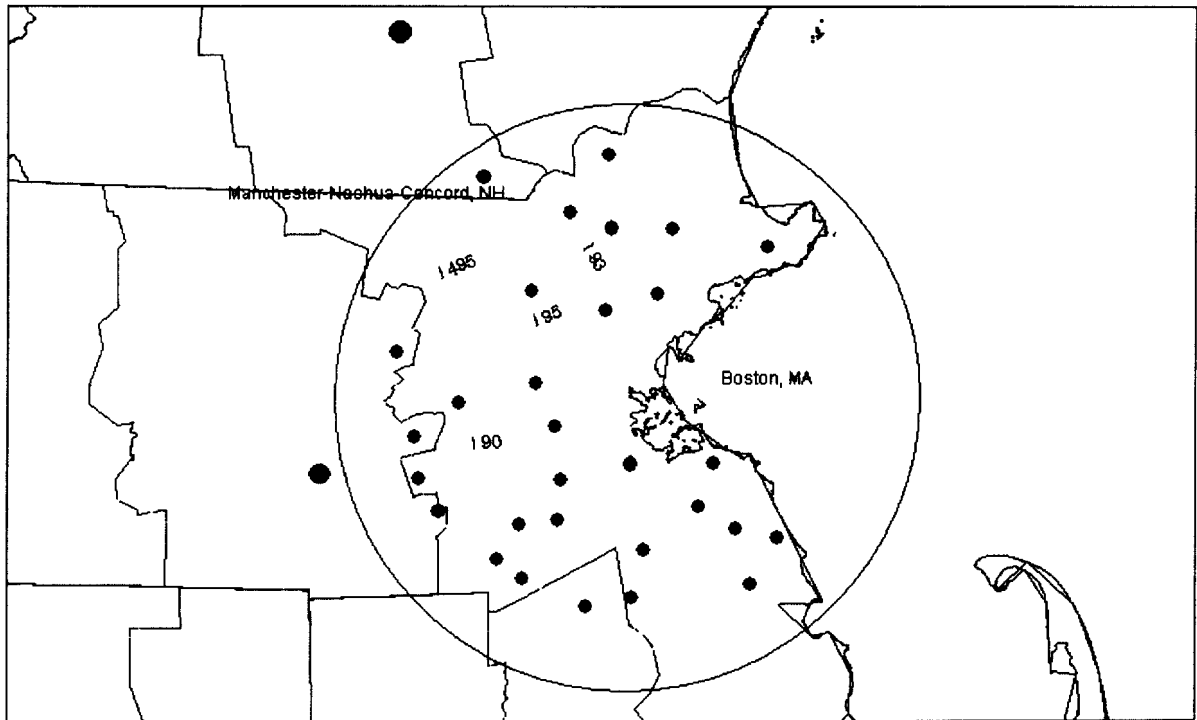 Manchester-Nashua-Concord, NH
I 495
I 93
I 95
Boston, MA
I 90